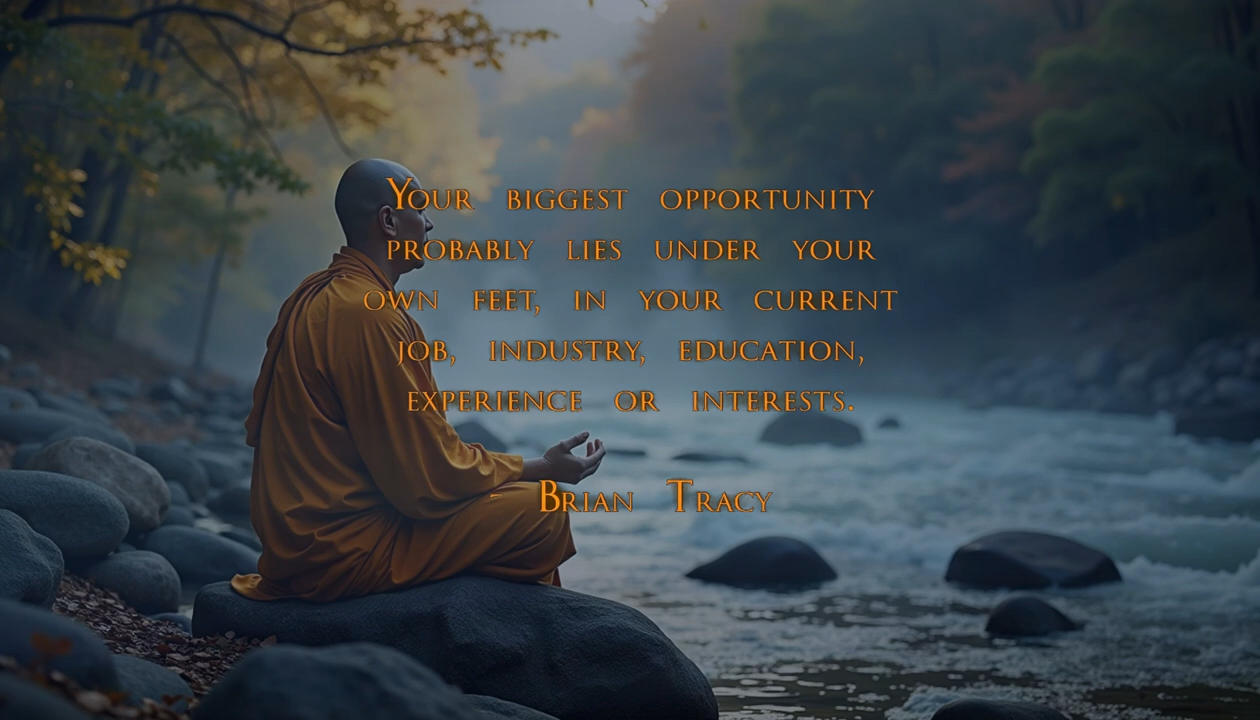 Your biggest opportunity
probably lies under your
own feet, in your current
job, industry, education,
experience or interests.
- Brian Tracy